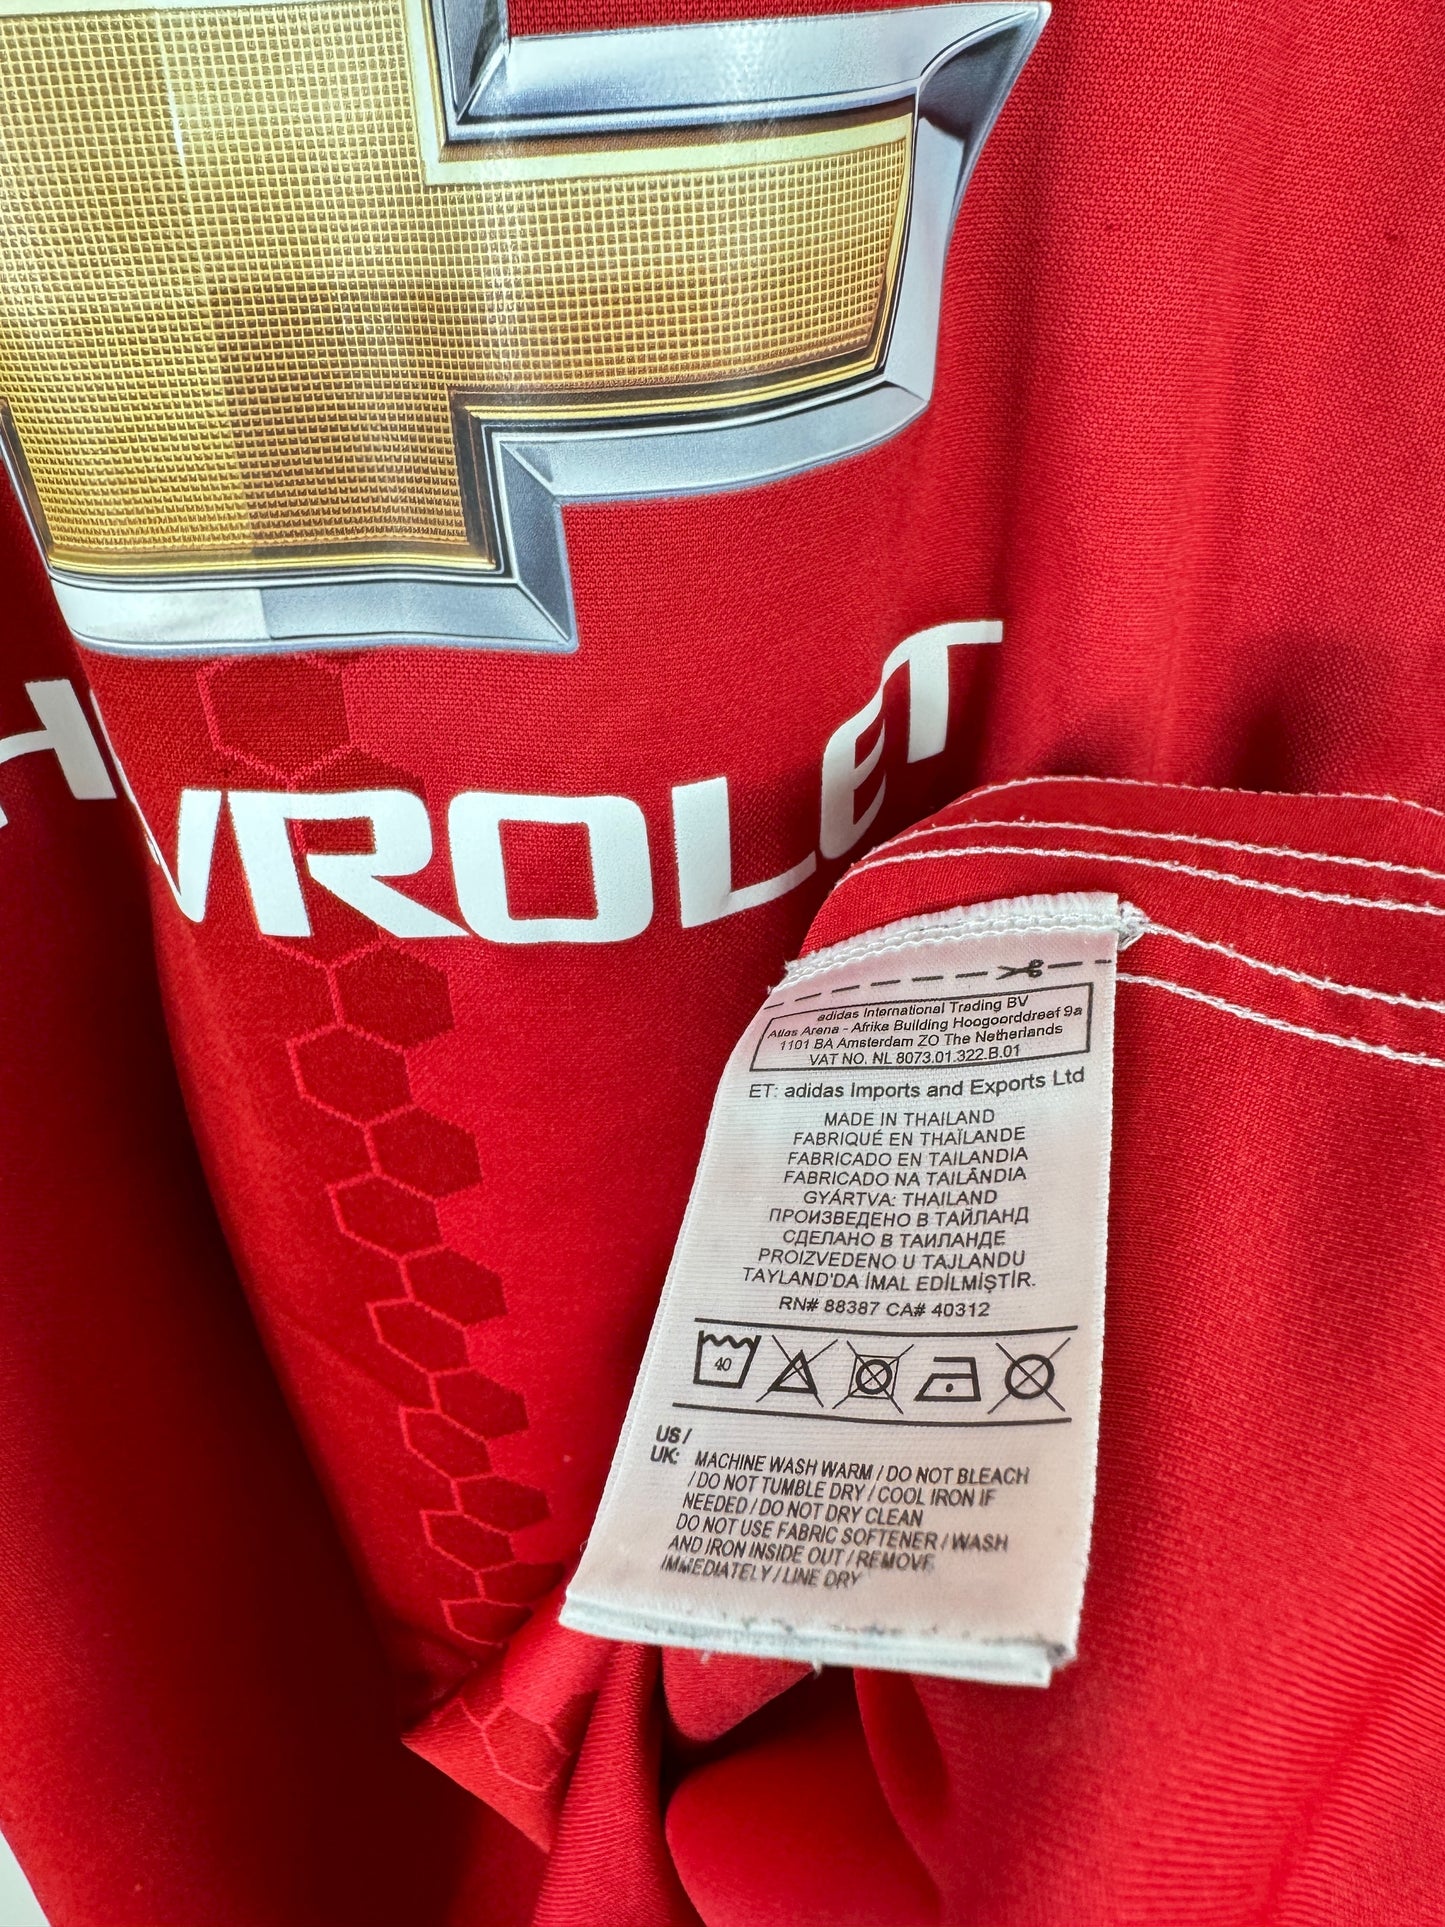 HEVROLET
adidas International Trading BV
Atlas Arena - Afrika Building Hoogoorddreef 9a
1101 BA Amsterdam ZO The Netherlands
VAT NO. NL 8073.01.322.B.01
ET: adidas Imports and Exports Ltd
MADE IN THAILAND
FABRIQUÉ EN THAÏLANDE
FABRICADO EN TAILANDIA
FABRICADO NA TAILÂNDIA
GYÁRTVA: THAILAND
ПРОИЗВЕДЕНО В ТАЙЛАНД
СДЕЛАНО В ТАИЛАНДЕ
PROIZVEDENO U TAJLANDU
TAYLAND'DA İMAL EDİLMİŞTİR.
RN# 88387 CA# 40312
40
US /
UK: MACHINE WASH WARM / DO NOT BLEACH
/ DO NOT TUMBLE DRY / COOL IRON IF
NEEDED / DO NOT DRY CLEAN
DO NOT USE FABRIC SOFTENER / WASH
AND IRON INSIDE OUT / REMOVE
IMMEDIATELY / LINE DRY